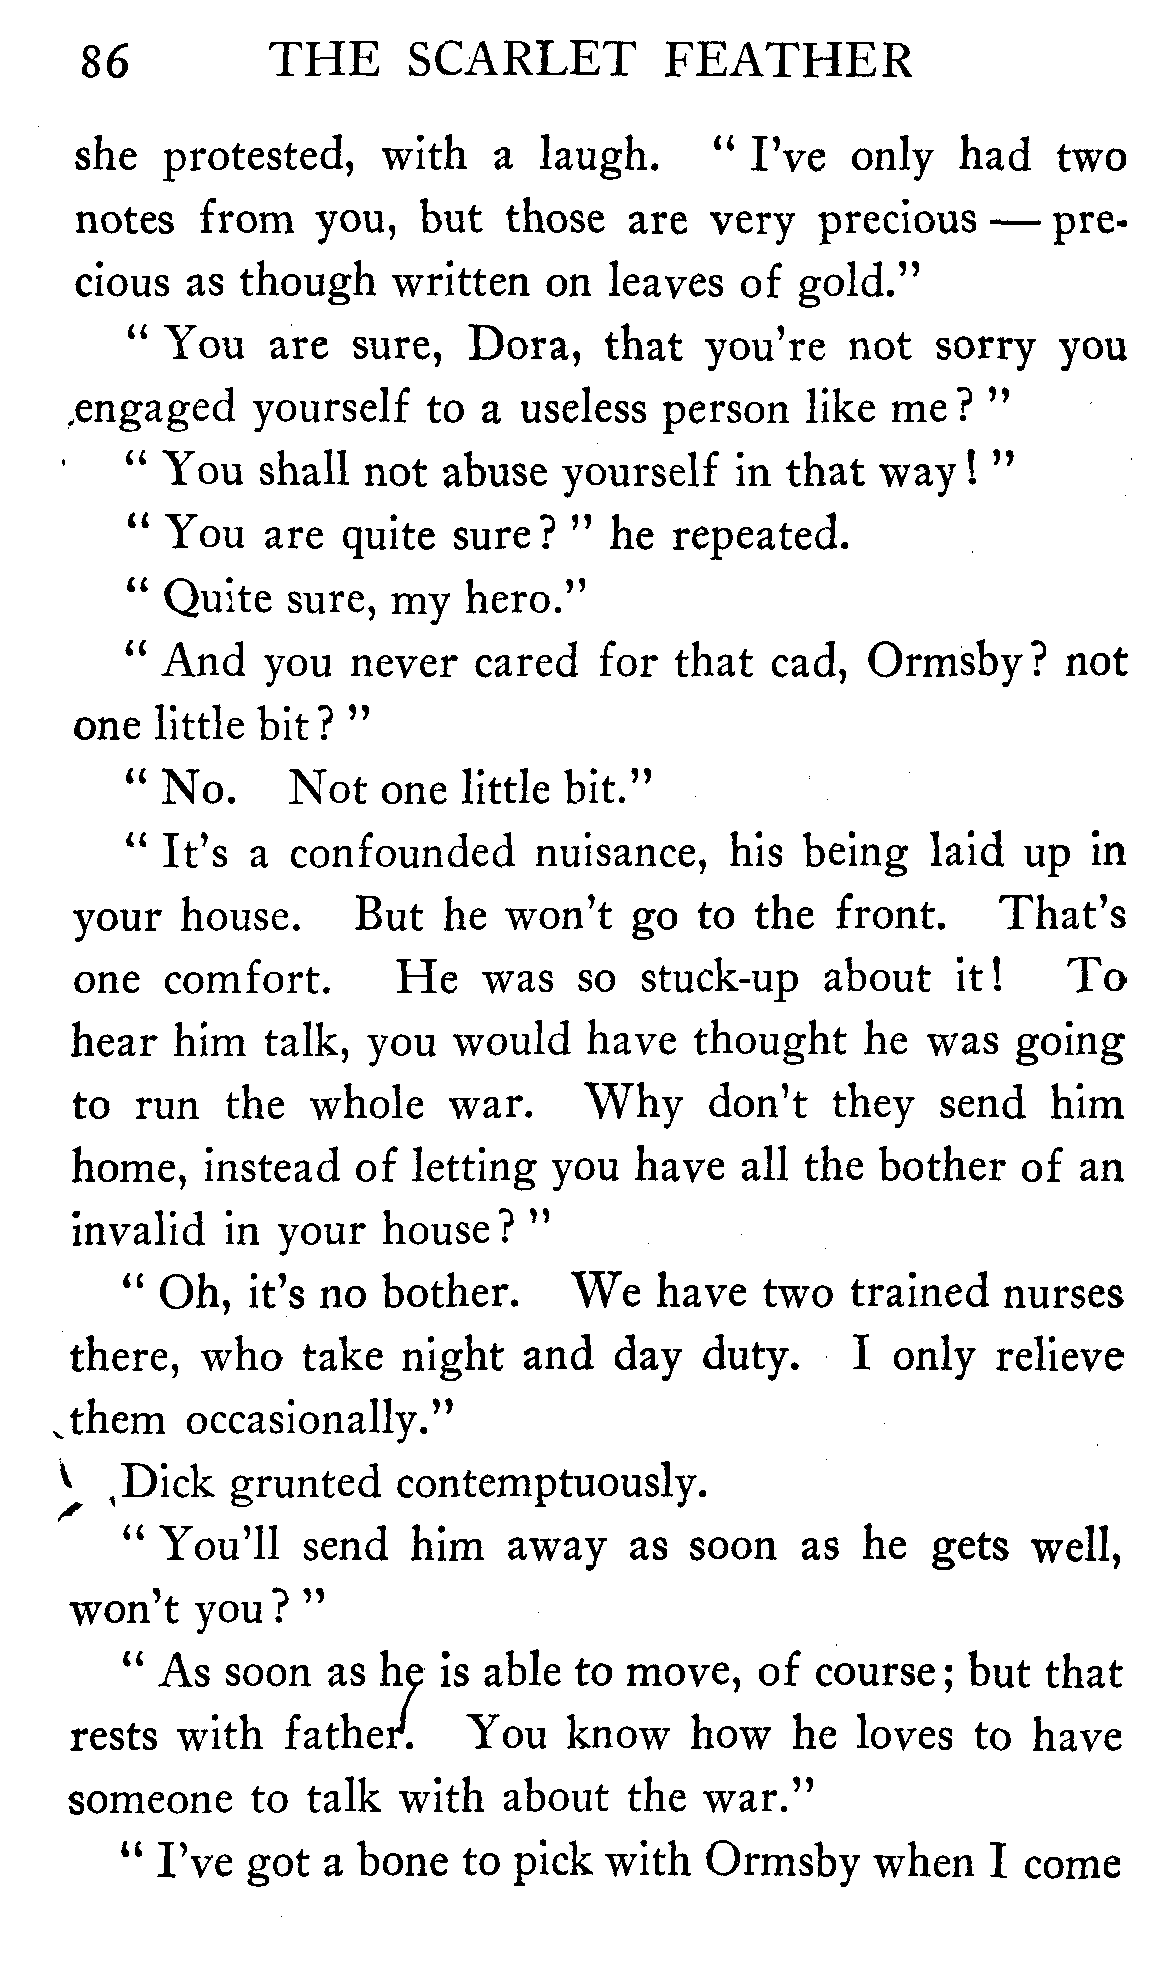 86 THE SCARLET FEATHER
she protested, with a laugh. " I've only had two
notes from you, but those are very precious — pre-
cious as though written on leaves of gold."
" You are sure, Dora, that you're not sorry you
engaged yourself to a useless person like me? "
" You shall not abuse yourself in that way! "
" You are quite sure? " he repeated.
" Quite sure, my hero."
" And you never cared for that cad, Ormsby? not
one little bit? "
" No. Not one little bit."
" It's a confounded nuisance, his being laid up in
your house. But he won't go to the front. That's
one comfort. He was so stuck-up about it! To
hear him talk, you would have thought he was going
to run the whole war. Why don't they send him
home, instead of letting you have all the bother of an
invalid in your house? "
" Oh, it's no bother. We have two trained nurses
there, who take night and day duty. I only relieve
them occasionally."
Dick grunted contemptuously.
" You'll send him away as soon as he gets well,
won't you? "
" As soon as he is able to move, of course; but that
rests with father. You know how he loves to have
someone to talk with about the war."
" I've got a bone to pick with Ormsby when I come